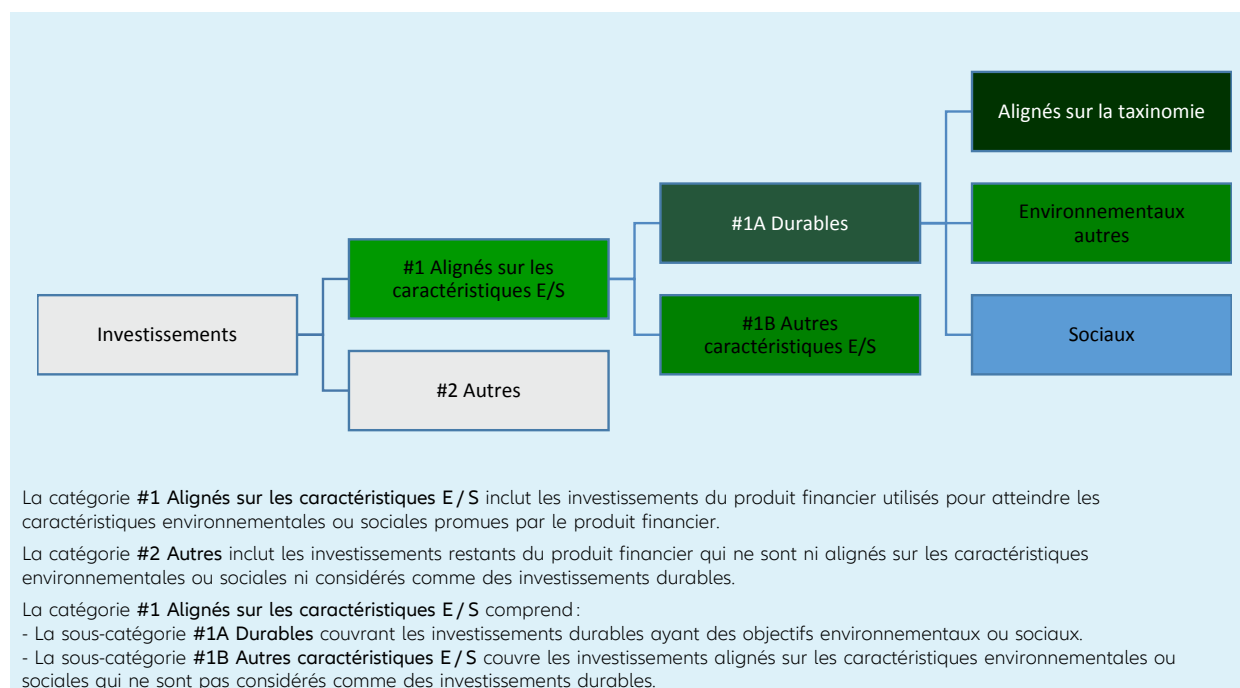 Alignés sur la taxinomie
#1A Durables
Environnementaux
autres
#1 Alignés sur les
caractéristiques E/S
Investissements
#1B Autres
caractéristiques E/S
Sociaux
#2 Autres
La catégorie #1 Alignés sur les caractéristiques E / S inclut les investissements du produit financier utilisés pour atteindre les
caractéristiques environnementales ou sociales promues par le produit financier.
La catégorie #2 Autres inclut les investissements restants du produit financier qui ne sont ni alignés sur les caractéristiques
environnementales ou sociales ni considérés comme des investissements durables.
La catégorie #1 Alignés sur les caractéristiques E / S comprend :
- La sous-catégorie #1A Durables couvrant les investissements durables ayant des objectifs environnementaux ou sociaux.
- La sous-catégorie #1B Autres caractéristiques E / S couvre les investissements alignés sur les caractéristiques environnementales ou
sociales qui ne sont pas considérés comme des investissements durables.